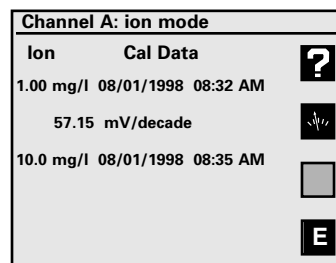 Channel A: ion mode
Ion Cal Data
?
1.00 mg/l 08/01/1998 08:32 AM
57.15 mV/decade
10.0 mg/l 08/01/1998 08:35 AM
E